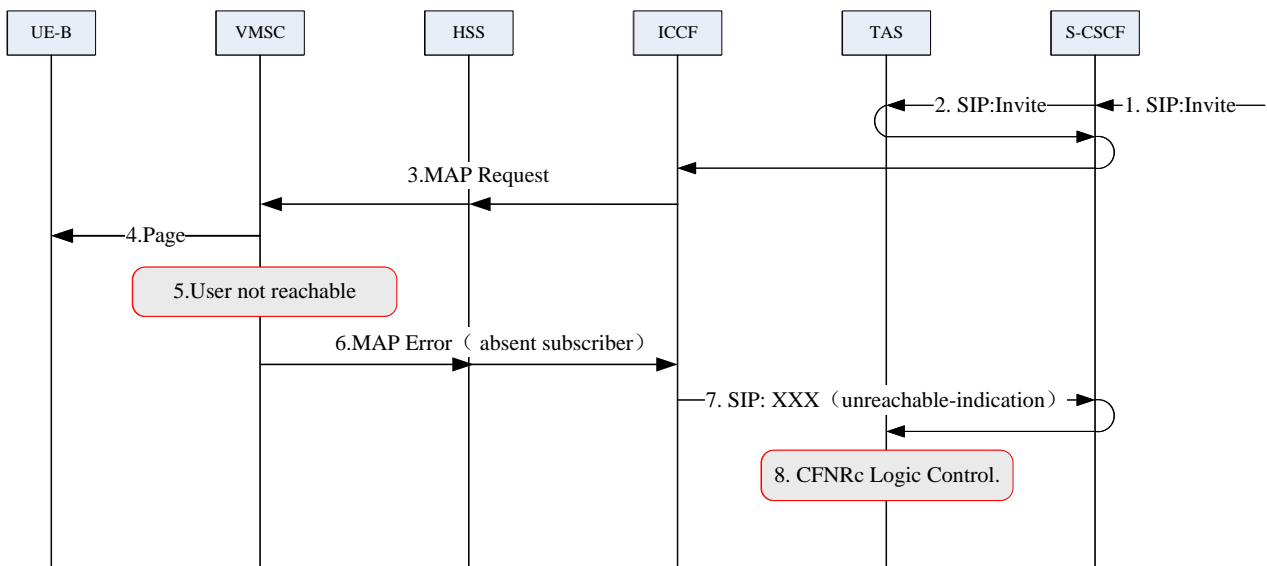 UE-B
VMSC
HSS
ICCF
TAS
S-CSCF
2. SIP:Invite
1. SIP:Invite
3.MAP Request
4.Page
5.User not reachable
6.MAP Error（ absent subscriber）
7. SIP: XXX（unreachable-indication）
8. CFNRc Logic Control.